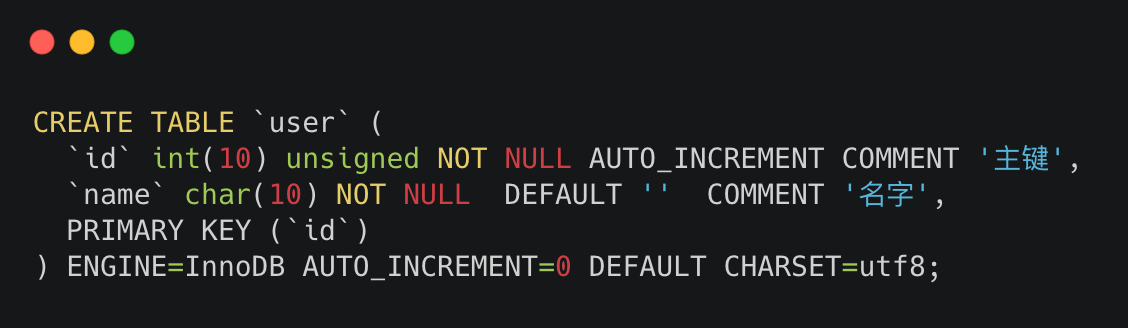 CREATE TABLE `user` (
  `id` int(10) unsigned NOT NULL AUTO_INCREMENT COMMENT '主键',
  `name` char(10) NOT NULL  DEFAULT ''  COMMENT '名字',
  PRIMARY KEY (`id`)
) ENGINE=InnoDB AUTO_INCREMENT=0 DEFAULT CHARSET=utf8;